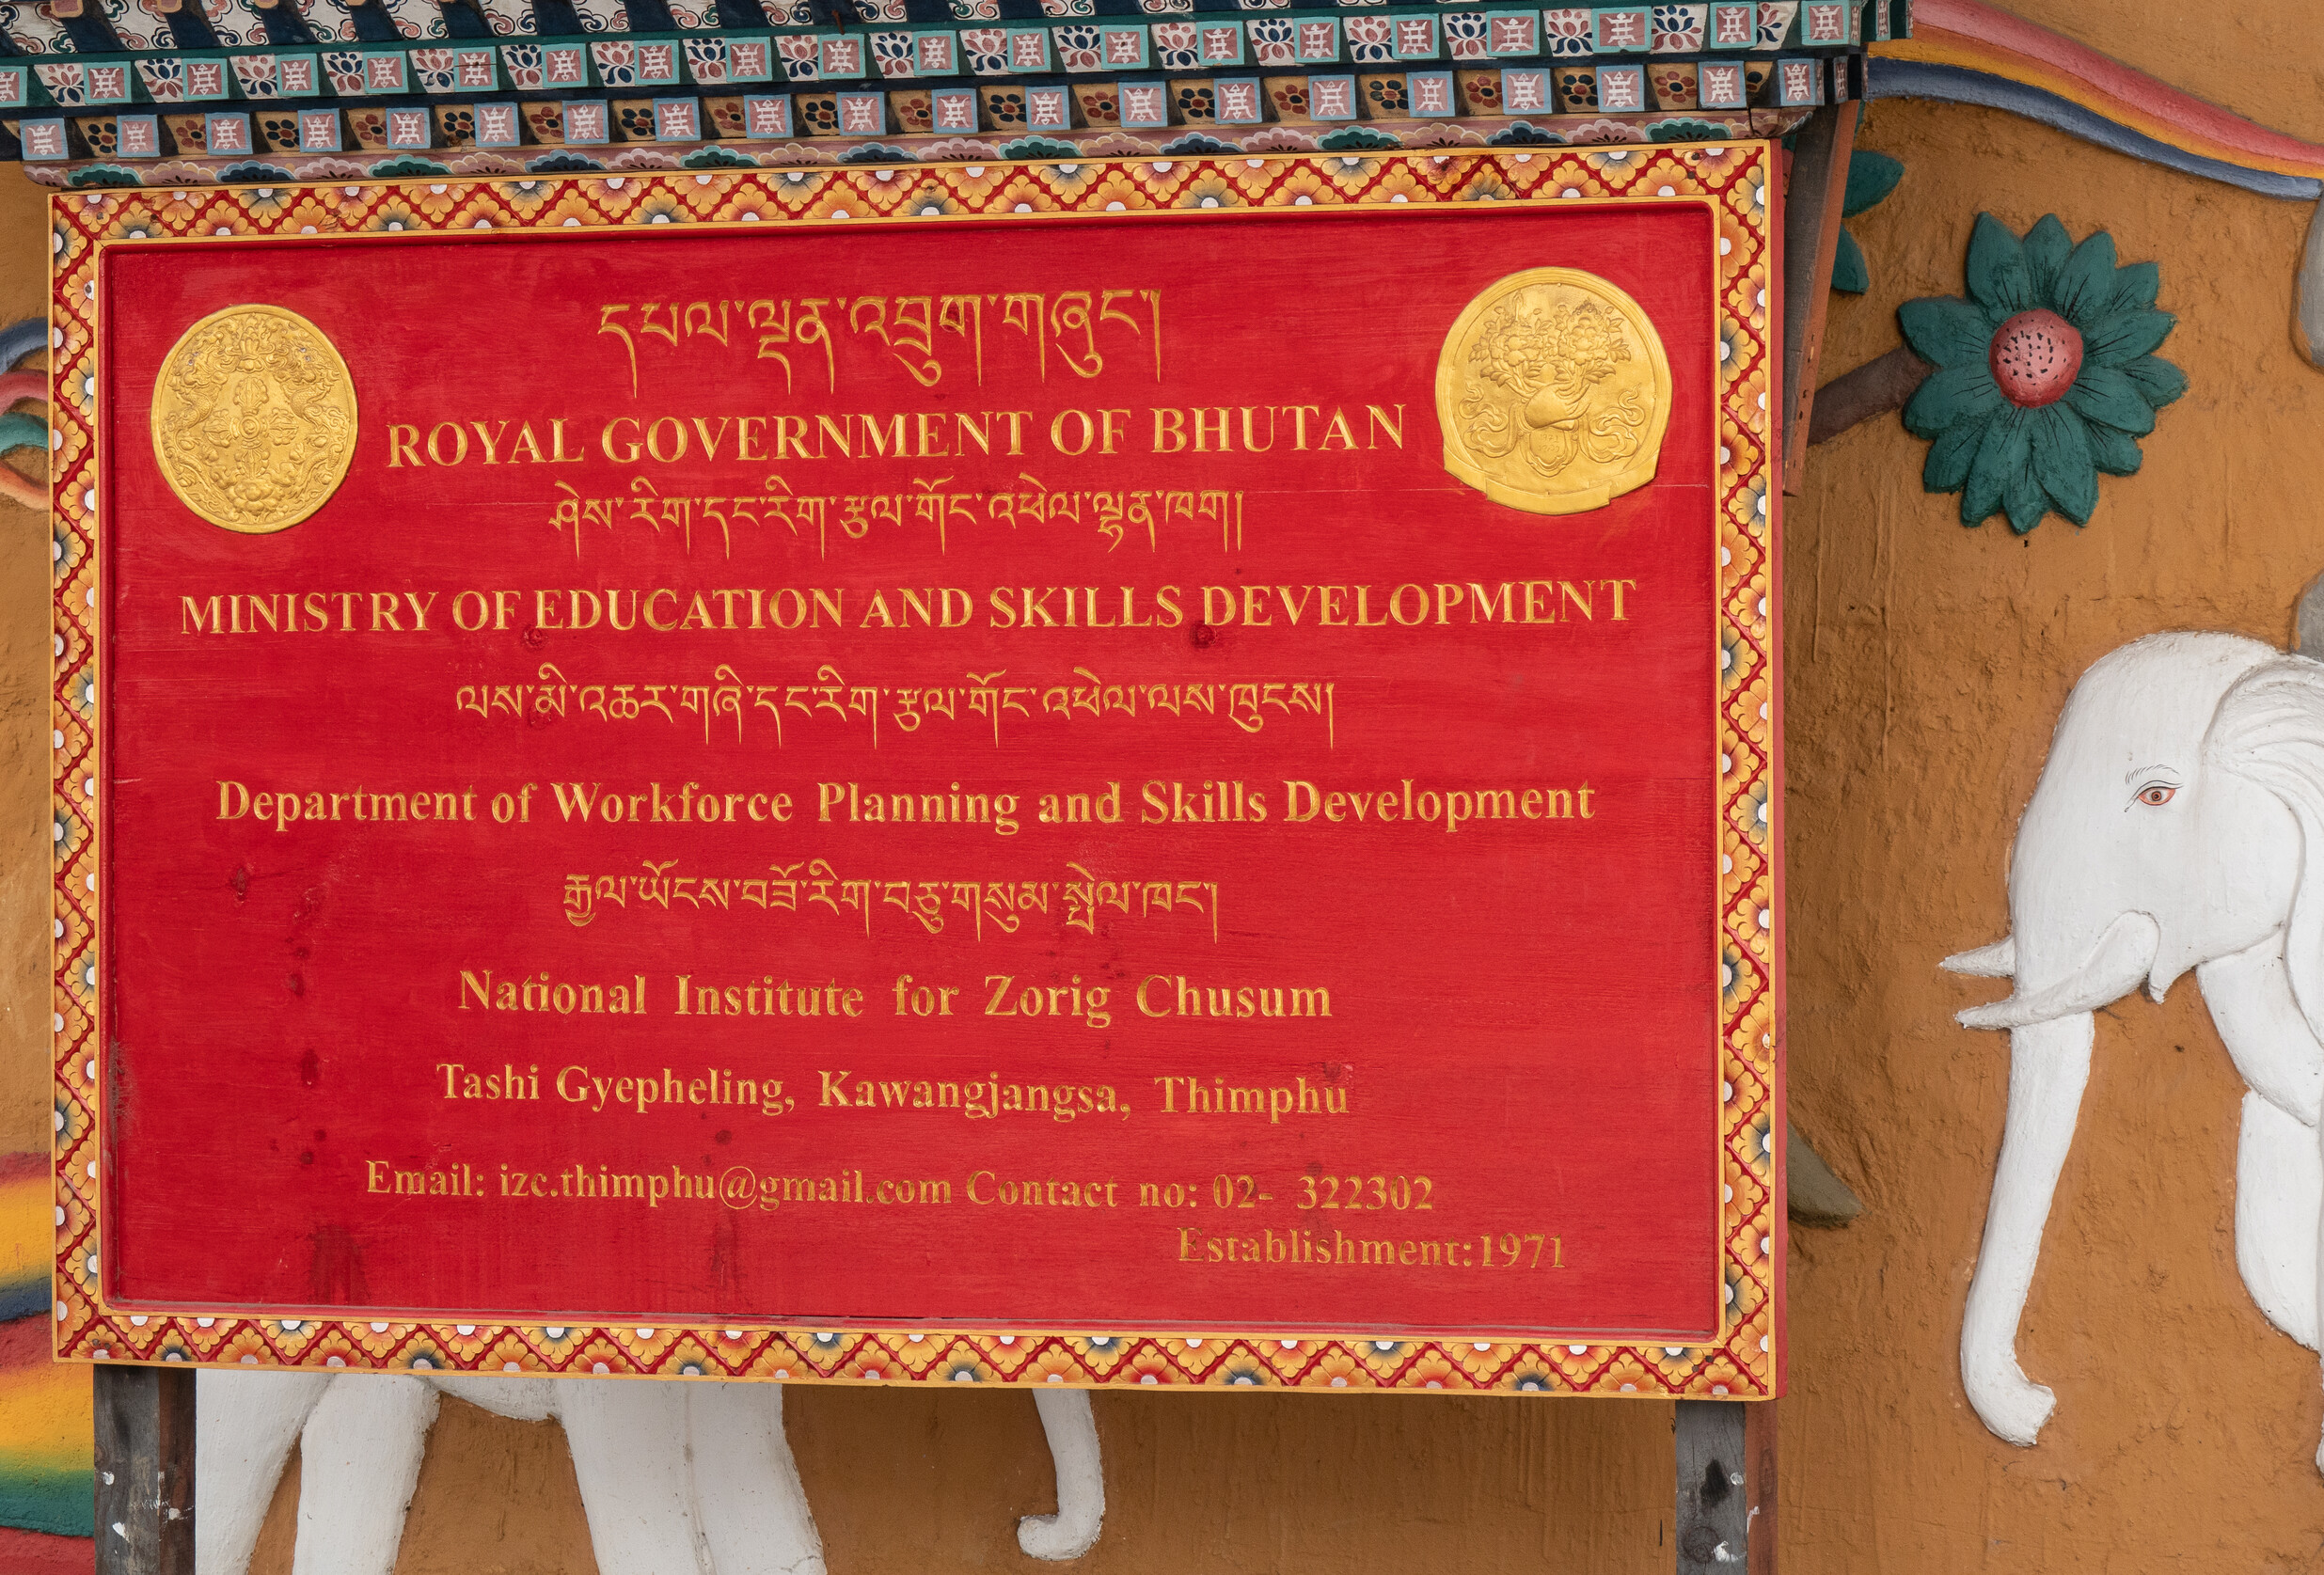 དཔལ་ལྡན་འབྲུག་གཞུང་།
ROYAL GOVERNMENT OF BHUTAN
ཤེས་རིག་དང་རིག་རྩལ་གོང་འཕེལ་ལྷན་ཁག།
MINISTRY OF EDUCATION AND SKILLS DEVELOPMENT
ལས་མི་འཆར་གཞི་དང་རིག་རྩལ་གོང་འཕེལ་ལས་ཁུངས།
Department of Workforce Planning and Skills Development
རྒྱལ་ཡོངས་བཟོ་རིག་བཅུ་གསུམ་སྤེལ་ཁང་།
National Institute for Zorig Chusum
Tashi Gyepheling, Kawangjangsa, Thimphu
Email: izc.thimphu@gmail.com Contact no: 02- 322302
Establishment:1971